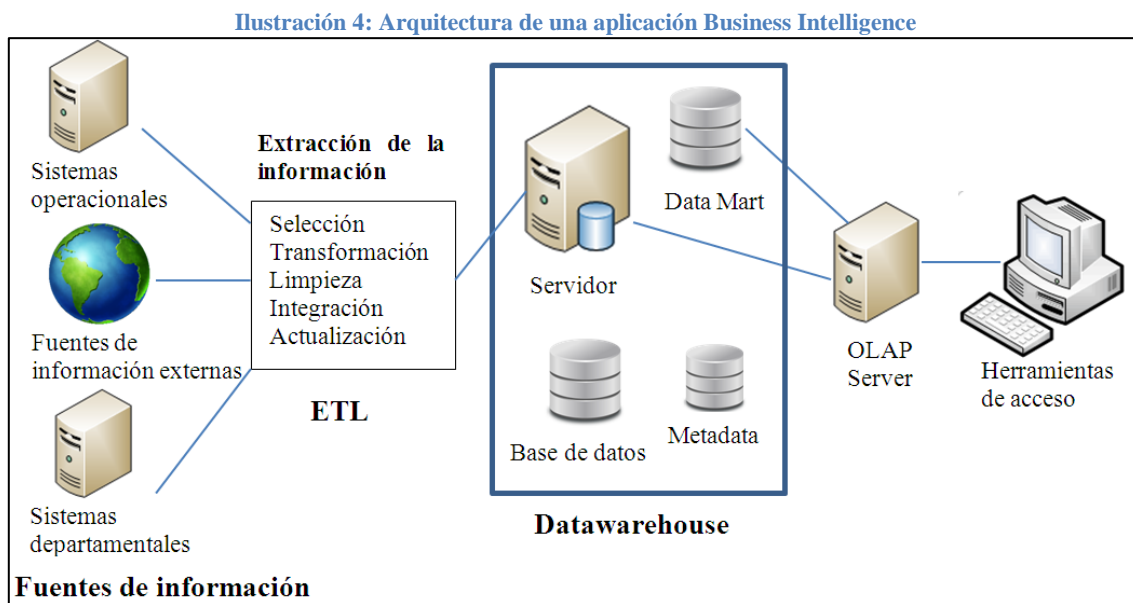 Ilustración 4: Arquitectura de una aplicación Business Intelligence
Sistemas
operacionales
Fuentes de
información externas
Sistemas
departamentales
Fuentes de información
Extracción de la
información
Selección
Transformación
Limpieza
Integración
Actualización
ETL
Servidor
Data Mart
Base de datos
Metadata
Datawarehouse
OLAP
Server
Herramientas
de acceso